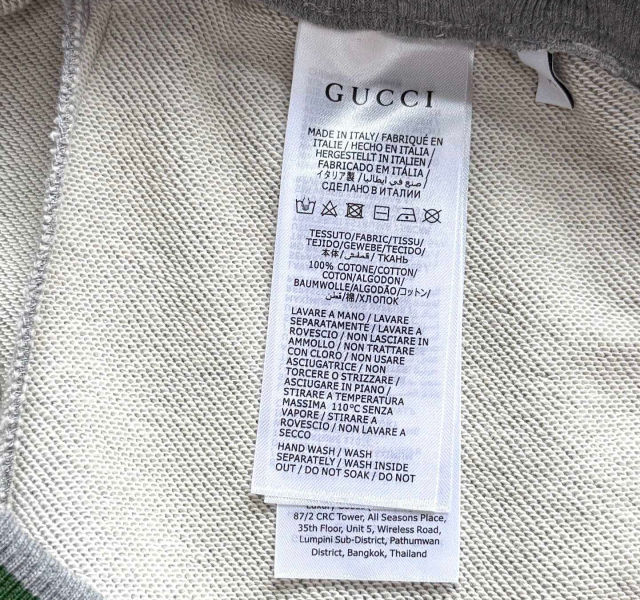 GUCCI
MADE IN ITALY/ FABRIQUÉ EN
ITALIE / HECHO EN ITALIA/
HERGESTELLT IN ITALIEN /
FABRICADO EM ITÁLIA /
イタリア製 /صنع في ايطاليا/
СДЕЛАНО В ИТАЛИИ
TESSUTO/FABRIC/TISSU/
TEJIDO/GEWEBE/TECIDO/
本体/قماش/ ТКАНЬ
100% COTONE/COTTON/
COTON/ALGODON/
BAUMWOLLE/ALGODÃO/コットン/
قطن/棉/ХЛОПОК
LAVARE A MANO / LAVARE
SEPARATAMENTE / LAVARE A
ROVESCIO / NON LASCIARE IN
AMMOLLO / NON TRATTARE
CON CLORO / NON USARE
ASCIUGATRICE / NON
TORCERE O STRIZZARE /
ASCIUGARE IN PIANO /
STIRARE A TEMPERATURA
MASSIMA 110°C SENZA
VAPORE / STIRARE A
ROVESCIO / NON LAVARE A
SECCO
HAND WASH / WASH
SEPARATELY / WASH INSIDE
OUT / DO NOT SOAK / DO NOT
87/2 CRC Tower, All Seasons Place,
35th Floor, Unit 5, Wireless Road,
Lumpini Sub-District, Pathumwan
District, Bangkok, Thailand